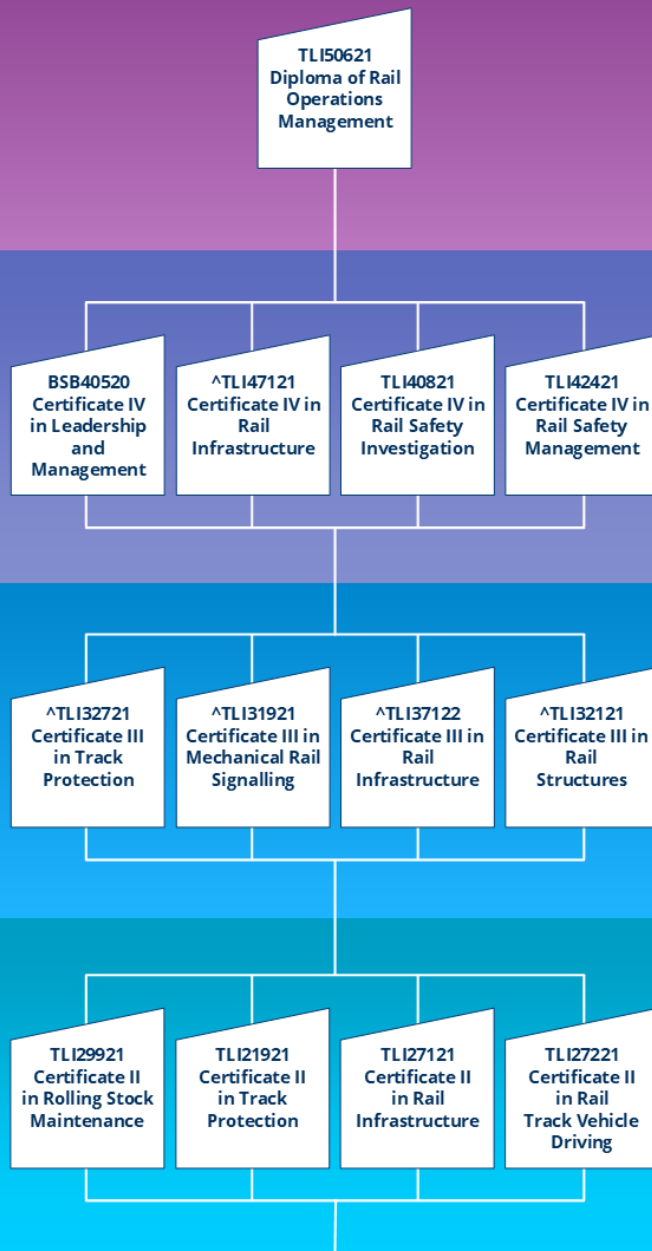 TLI50621
Diploma of Rail
Operations
Management
BSB40520
Certificate IV
in Leadership
and
Management
^TLI47121
Certificate IV in
Rail
Infrastructure
TLI40821
Certificate IV in
Rail Safety
Investigation
TLI42421
Certificate IV in
Rail Safety
Management
^TLI32721
Certificate III
in Track
Protection
^TLI31921
Certificate III in
Mechanical Rail
Signalling
^TLI37122
Certificate III in
Rail
Infrastructure
^TLI32121
Certificate III in
Rail
Structures
TLI29921
Certificate II
in Rolling Stock
Maintenance
TLI21921
Certificate II
in Track
Protection
TLI27121
Certificate II
in Rail
Infrastructure
TLI27221
Certificate II
in Rail
Track Vehicle
Driving